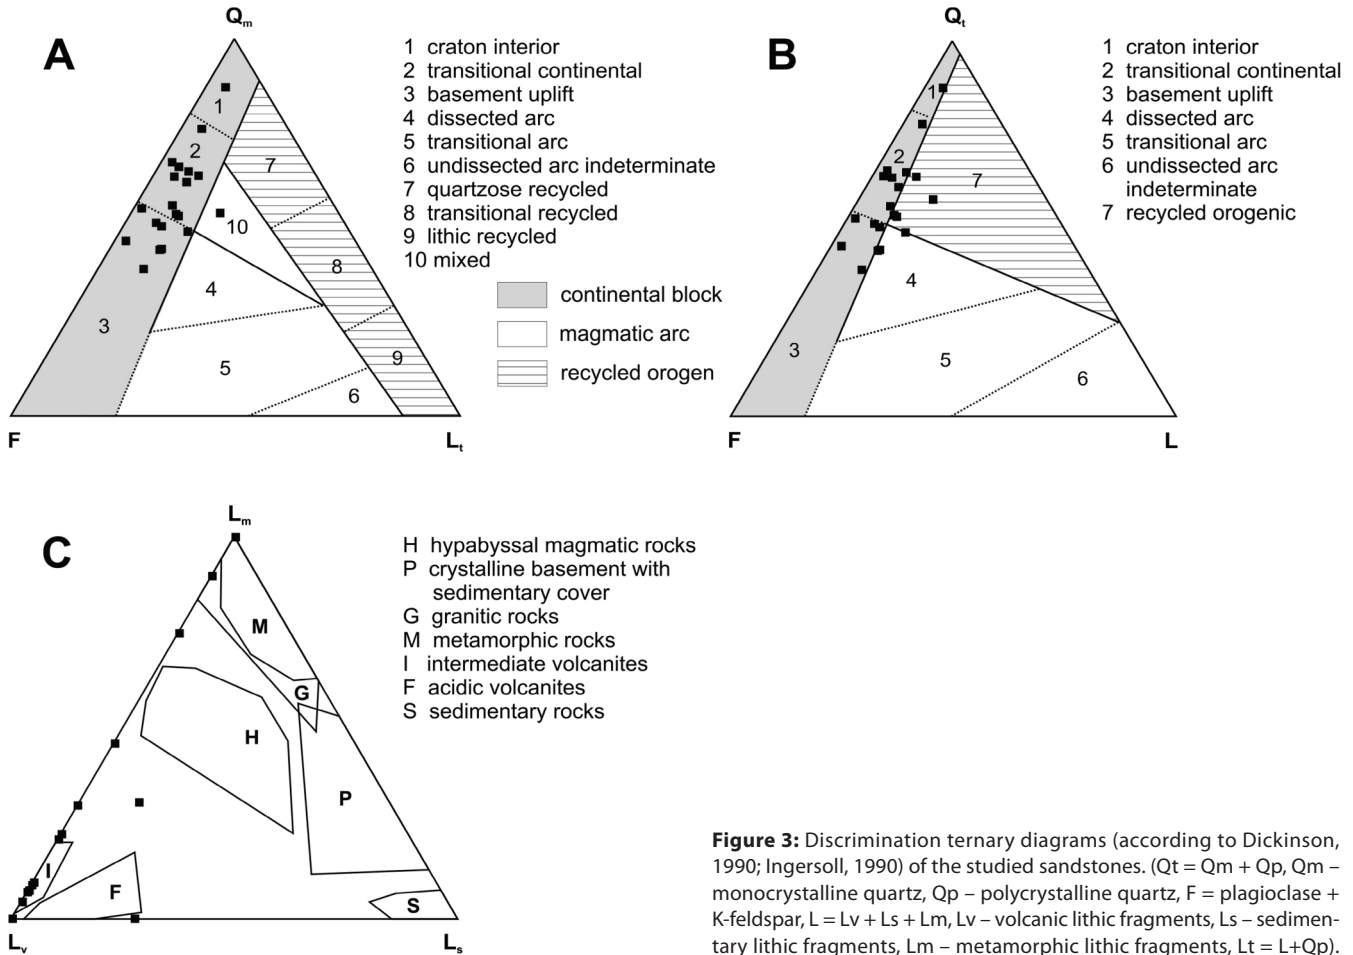 A
Qm
1 craton interior
2 transitional continental
3 basement uplift
4 dissected arc
5 transitional arc
6 undissected arc indeterminate
7 quartzose recycled
8 transitional recycled
9 lithic recycled
10 mixed
continental block
magmatic arc
recycled orogen
1
2
7
10
8
4
3
5
9
6
F
Lt
B
Qt
1 craton interior
2 transitional continental
3 basement uplift
4 dissected arc
5 transitional arc
6 undissected arc
indeterminate
7 recycled orogenic
1
2
7
4
3
5
6
F
L
C
Lm
H hypabyssal magmatic rocks
P crystalline basement with
sedimentary cover
G granitic rocks
M metamorphic rocks
I intermediate volcanites
F acidic volcanites
S sedimentary rocks
M
G
H
P
I
F
S
Lv
Ls
Figure 3: Discrimination ternary diagrams (according to Dickinson,
1990; Ingersoll, 1990) of the studied sandstones. (Qt = Qm + Qp, Qm –
monocrystalline quartz, Qp – polycrystalline quartz, F = plagioclase +
K-feldspar, L = Lv + Ls + Lm, Lv – volcanic lithic fragments, Ls – sedimen-
tary lithic fragments, Lm – metamorphic lithic fragments, Lt = L+Qp).